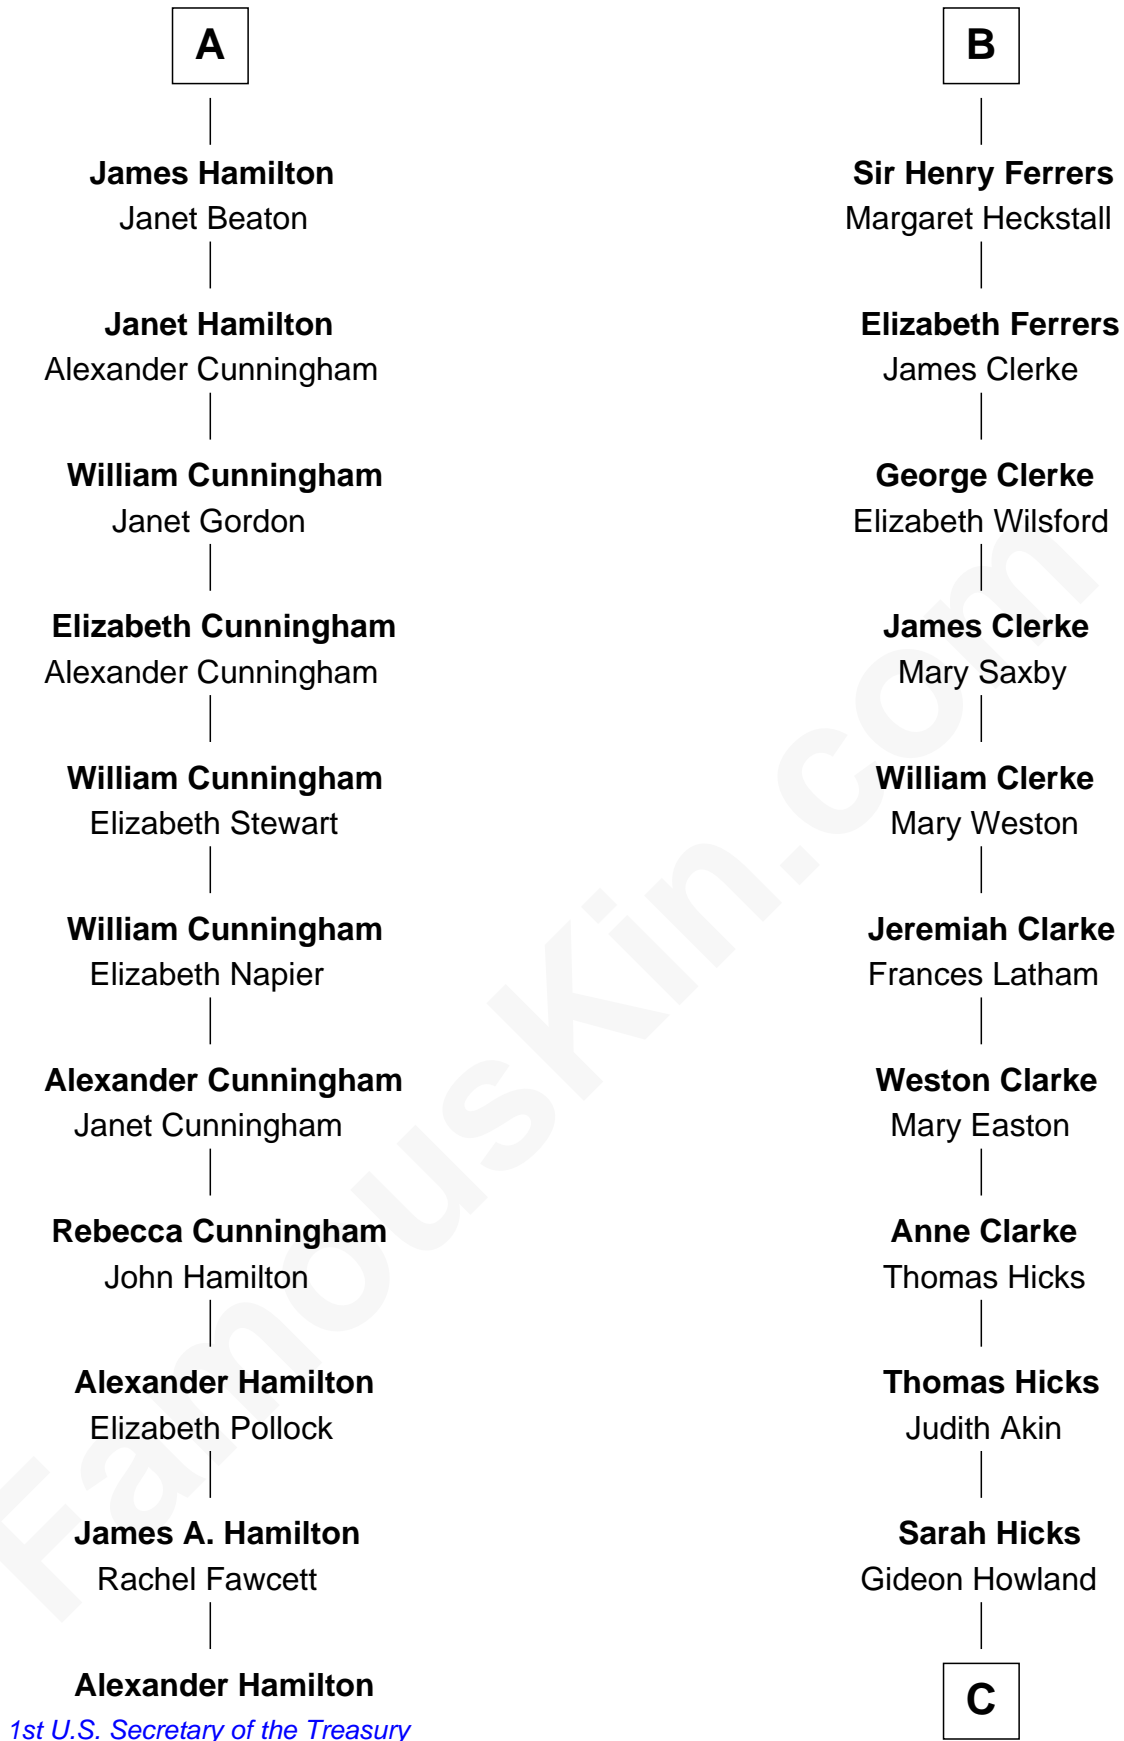 A
James Hamilton
Janet Beaton
Janet Hamilton
Alexander Cunningham
William Cunningham
Janet Gordon
Elizabeth Cunningham
Alexander Cunningham
William Cunningham
Elizabeth Stewart
William Cunningham
Elizabeth Napier
Alexander Cunningham
Janet Cunningham
Rebecca Cunningham
John Hamilton
Alexander Hamilton
Elizabeth Pollock
James A. Hamilton
Rachel Fawcett
Alexander Hamilton
1st U.S. Secretary of the Treasury
B
Sir Henry Ferrers
Margaret Heckstall
Elizabeth Ferrers
James Clerke
George Clerke
Elizabeth Wilsford
James Clerke
Mary Saxby
William Clerke
Mary Weston
Jeremiah Clarke
Frances Latham
Weston Clarke
Mary Easton
Anne Clarke
Thomas Hicks
Thomas Hicks
Judith Akin
Sarah Hicks
Gideon Howland
C
FamousKin.com